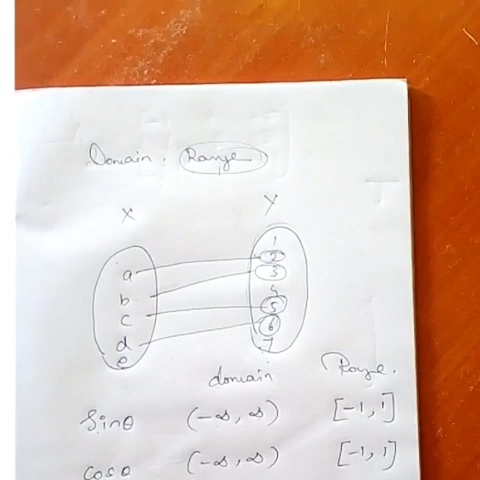 Domain. Range
X Y
1
a 2
b 3
c 4
d 5
e 6
7
domain Range.
Sinθ (-∞, ∞) [-1, 1]
cosθ (-∞, ∞) [-1, 1]